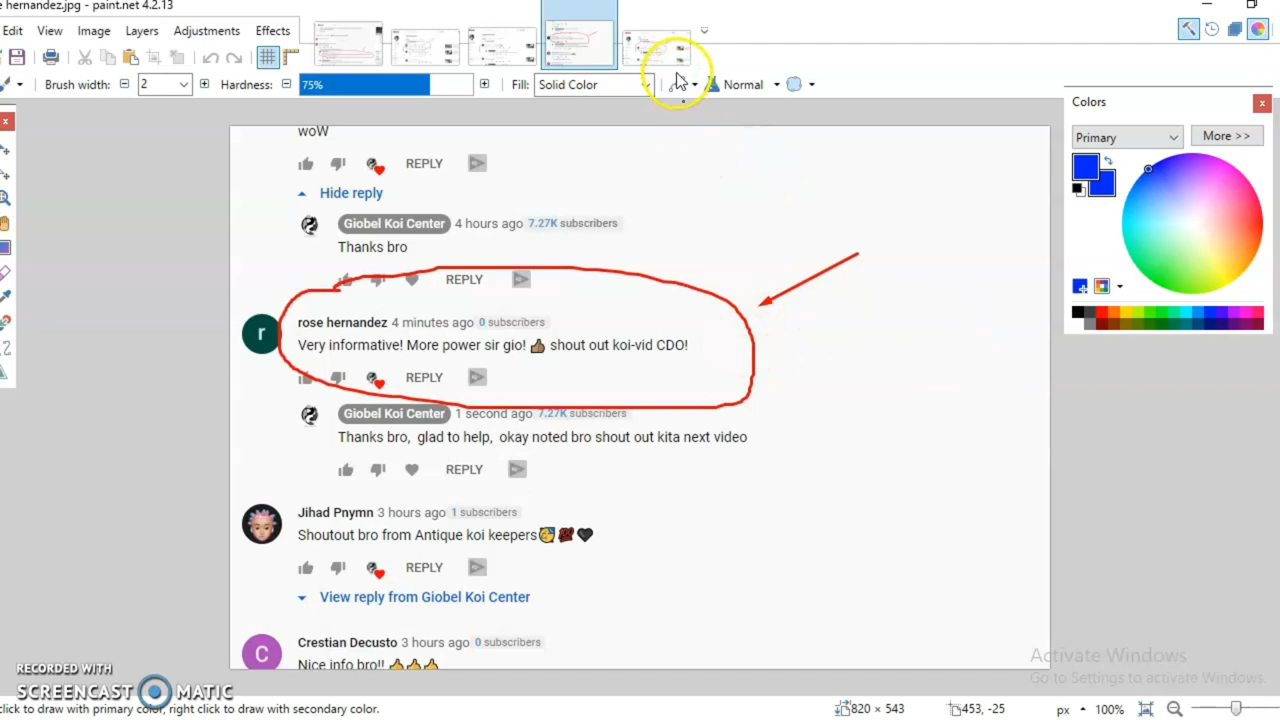 e hernandez.jpg - paint.net 4.2.13
Edit View Image Layers Adjustments Effects
Brush width: 2 Hardness: 75% Fill: Solid Color Normal
Colors
Primary More >>
woW
REPLY
Hide reply
Giobel Koi Center 4 hours ago 7.27K subscribers
Thanks bro
REPLY
r
rose hernandez 4 minutes ago 0 subscribers
Very informative! More power sir gio! 👍 shout out koi-vid CDO!
REPLY
Giobel Koi Center 1 second ago 7.27K subscribers
Thanks bro, glad to help, okay noted bro shout out kita next video
REPLY
Jihad Pnymn 3 hours ago 1 subscribers
Shoutout bro from Antique koi keepers🥳💯🖤
REPLY
View reply from Giobel Koi Center
C
Crestian Decusto 3 hours ago 0 subscribers
Nice info bro!! 👍👍👍
Activate Windows
Go to Settings to activate Windows.
RECORDED WITH
SCREENCAST MATIC
click to draw with primary color, right click to draw with secondary color.
820 × 543 453, -25 px 100%